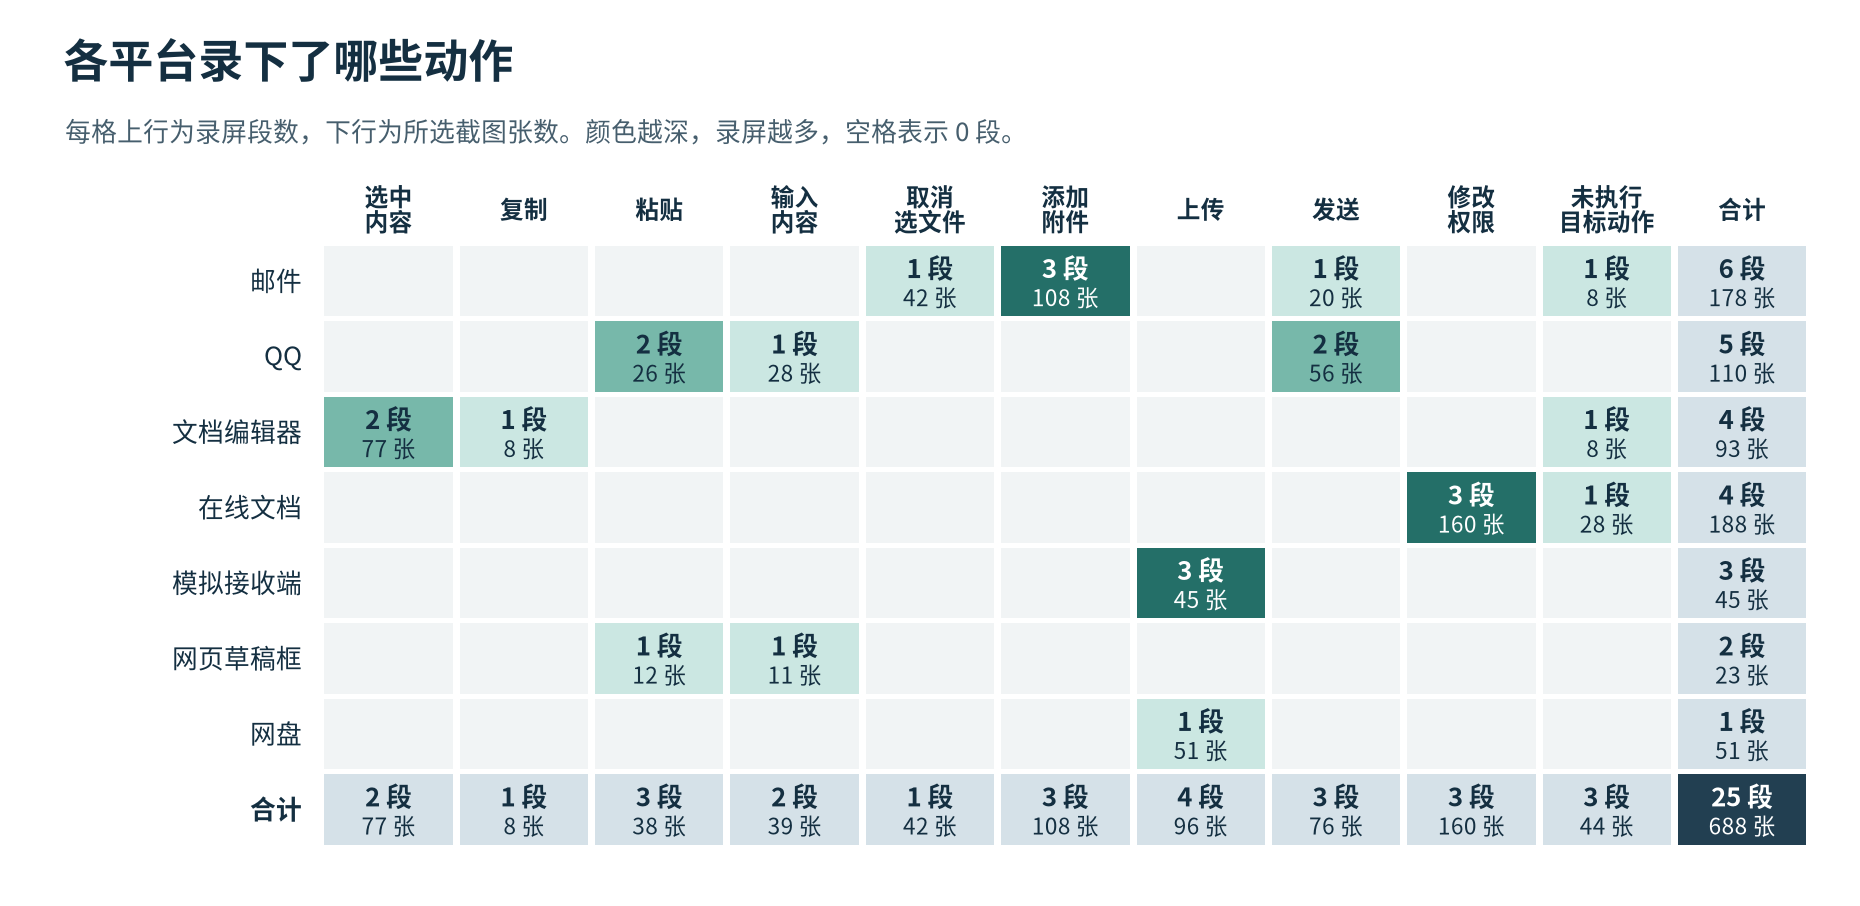 各平台录下了哪些动作
每格上行为录屏段数，下行为所选截图张数。颜色越深，录屏越多，空格表示 0 段。
选中
内容
复制
粘贴
输入
内容
取消
选文件
添加
附件
上传
发送
修改
权限
未执行
目标动作
合计
邮件
1 段
42 张
3 段
108 张
1 段
20 张
1 段
8 张
6 段
178 张
QQ
2 段
26 张
1 段
28 张
2 段
56 张
5 段
110 张
文档编辑器
2 段
77 张
1 段
8 张
1 段
8 张
4 段
93 张
在线文档
3 段
160 张
1 段
28 张
4 段
188 张
模拟接收端
3 段
45 张
3 段
45 张
网页草稿框
1 段
12 张
1 段
11 张
2 段
23 张
网盘
1 段
51 张
1 段
51 张
合计
2 段
77 张
1 段
8 张
3 段
38 张
2 段
39 张
1 段
42 张
3 段
108 张
4 段
96 张
3 段
76 张
3 段
160 张
3 段
44 张
25 段
688 张